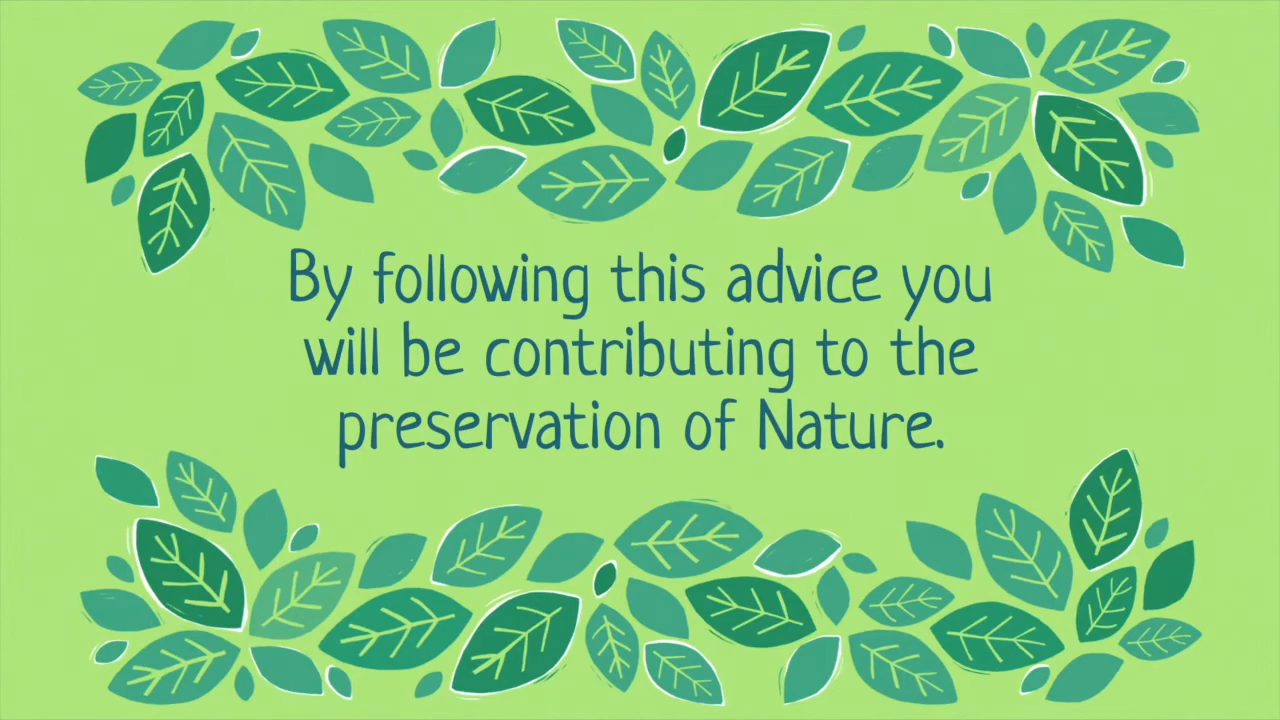 By following this advice you
will be contributing to the
preservation of Nature.